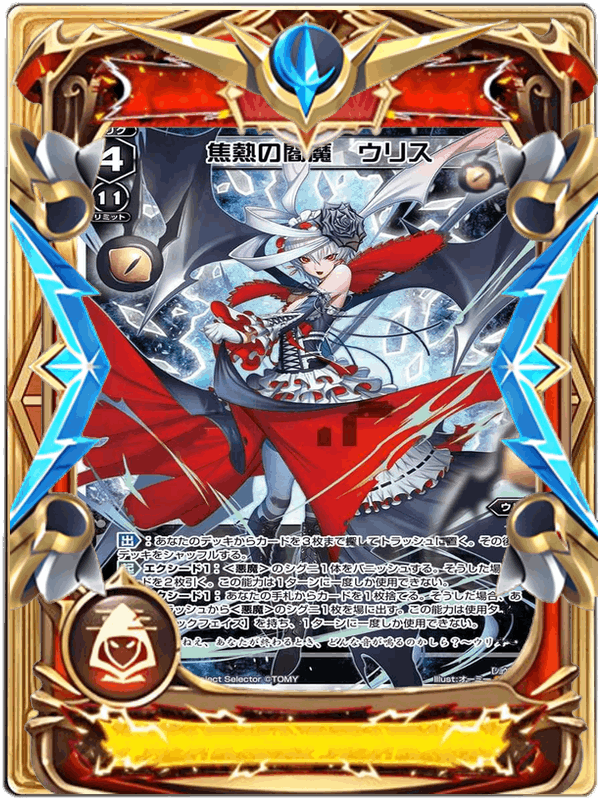 4
11
リミット
焦熱の閻魔　ウリス
出：あなたのデッキからカードを3枚まで探してトラッシュに置く。その後
デッキをシャッフルする。
エクシード1：＜悪魔＞のシグニ1体をバニッシュする。そうした場
ドを2枚引く。この能力は1ターンに一度しか使用できない。
クシード1：あなたの手札から1枚捨てる。そうした場合、あ
ラッシュから＜悪魔＞のシグニ1枚を場に出す。この能力は使用タ
ックフェイズ】を持ち、1ターンに一度しか使用できない。
ねえ、あなたが終わるとき、どんな音が鳴るのかしら？～ウリ
lect Selector ©TOMY
Illust:オーミー